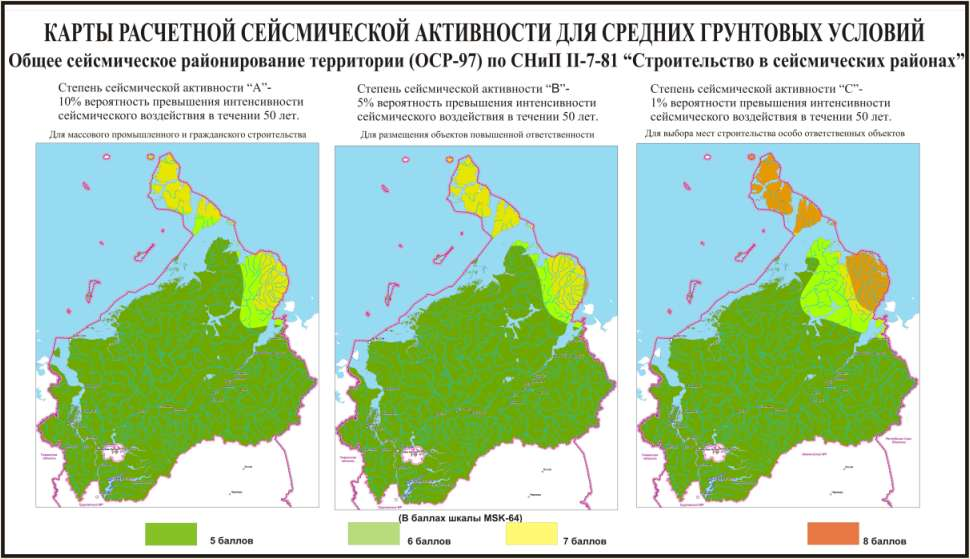 КАРТЫ РАСЧЕТНОЙ СЕЙСМИЧЕСКОЙ АКТИВНОСТИ ДЛЯ СРЕДНИХ ГРУНТОВЫХ УСЛОВИЙ
Общее сейсмическое районирование территории (ОСР-97) по СНиП II-7-81 “Строительство в сейсмических районах”
Степень сейсмической активности “А”-
10% вероятность превышения интенсивности
сейсмического воздействия в течении 50 лет.
Для массового промышленного и гражданского строительства
Степень сейсмической активности “В”-
5% вероятность превышения интенсивности
сейсмического воздействия в течении 50 лет.
Для размещения объектов повышенной ответственности
Степень сейсмической активности “С”-
1% вероятность превышения интенсивности
сейсмического воздействия в течении 50 лет.
Для выбора мест строительства особо ответственных объектов
(В баллах шкалы MSK-64)
5 баллов
6 баллов
7 баллов
8 баллов